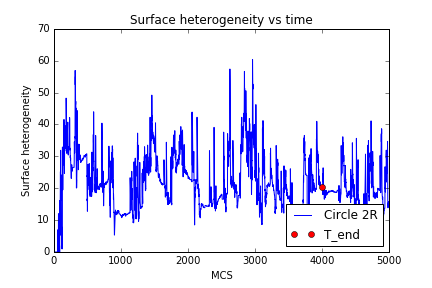 Surface heterogeneity vs time
70
60
50
40
30
20
10
0
Surface heterogeneity
0 1000 2000 3000 4000 5000
MCS
Circle 2R
T_end